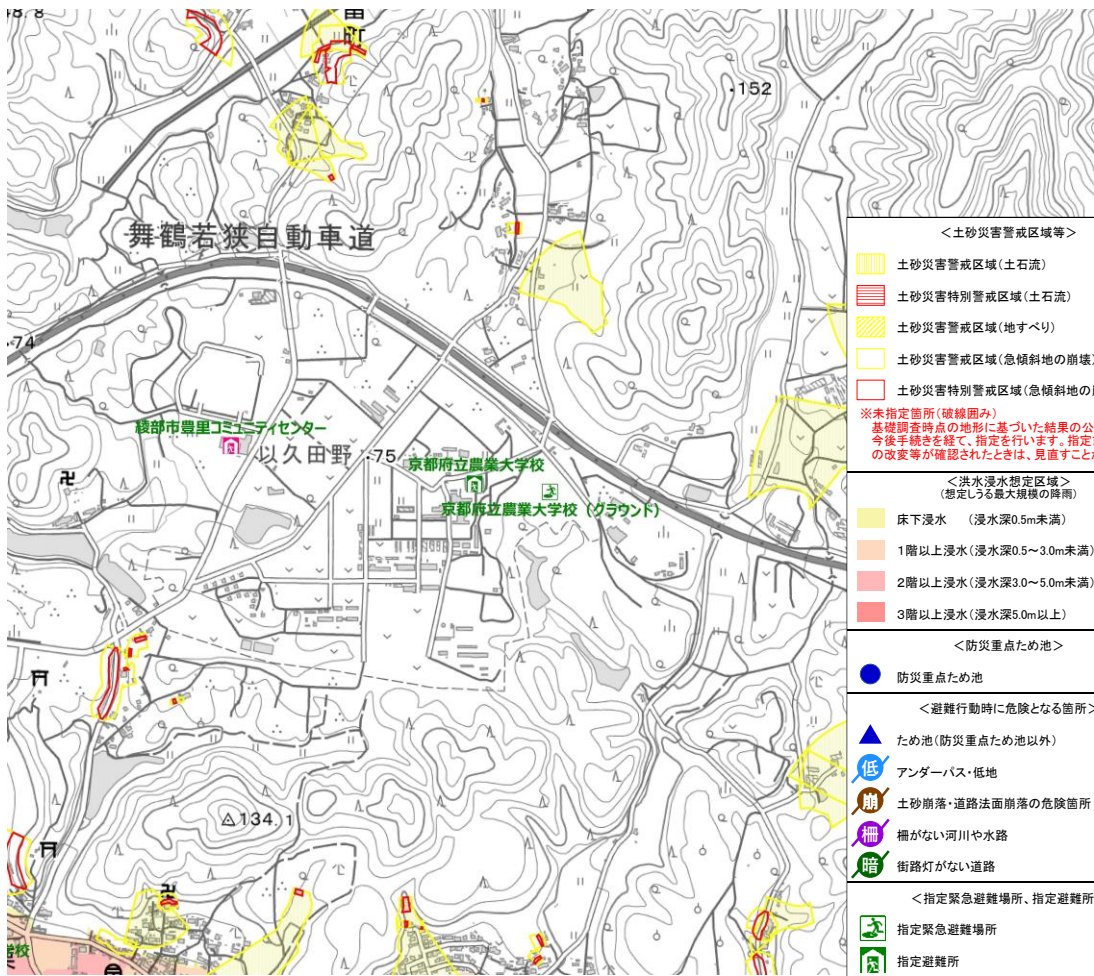 48.8
・152
舞鶴若狭自動車道
74
綾部市豊里コミュニティセンター
以久田野
・75
京都府立農業大学校
京都府立農業大学校（グラウンド）
134.1
学校
＜土砂災害警戒区域等＞
土砂災害警戒区域（土石流）
土砂災害特別警戒区域（土石流）
土砂災害警戒区域（地すべり）
土砂災害警戒区域（急傾斜地の崩壊）
土砂災害特別警戒区域（急傾斜地の
※未指定箇所（破線囲み）
基礎調査時点の地形に基づいた結果の公
今後手続きを経て、指定を行います。指定
の改変等が確認されたときは、見直すこと
＜洪水浸水想定区域＞
（想定しうる最大規模の降雨）
床下浸水　（浸水深0.5m未満）
1階以上浸水（浸水深0.5～3.0m未満）
2階以上浸水（浸水深3.0～5.0m未満）
3階以上浸水（浸水深5.0m以上）
＜防災重点ため池＞
防災重点ため池
＜避難行動時に危険となる箇所＞
ため池（防災重点ため池以外）
低 アンダーパス・低地
崩 土砂崩落・道路法面崩落の危険箇所
柵 柵がない河川や水路
暗 街路灯がない道路
＜指定緊急避難場所、指定避難所
指定緊急避難場所
指定避難所